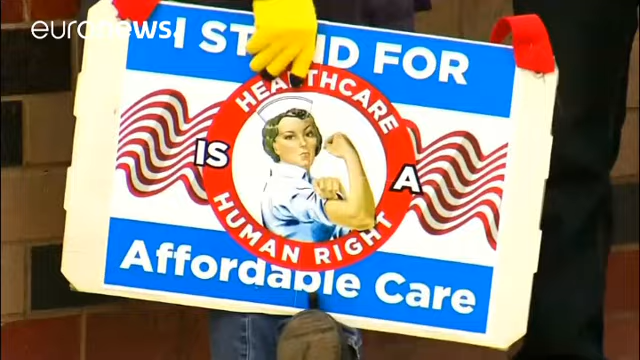 euronews.
I STAND FOR
HEALTHCARE
IS A
HUMAN RIGHT
Affordable Care